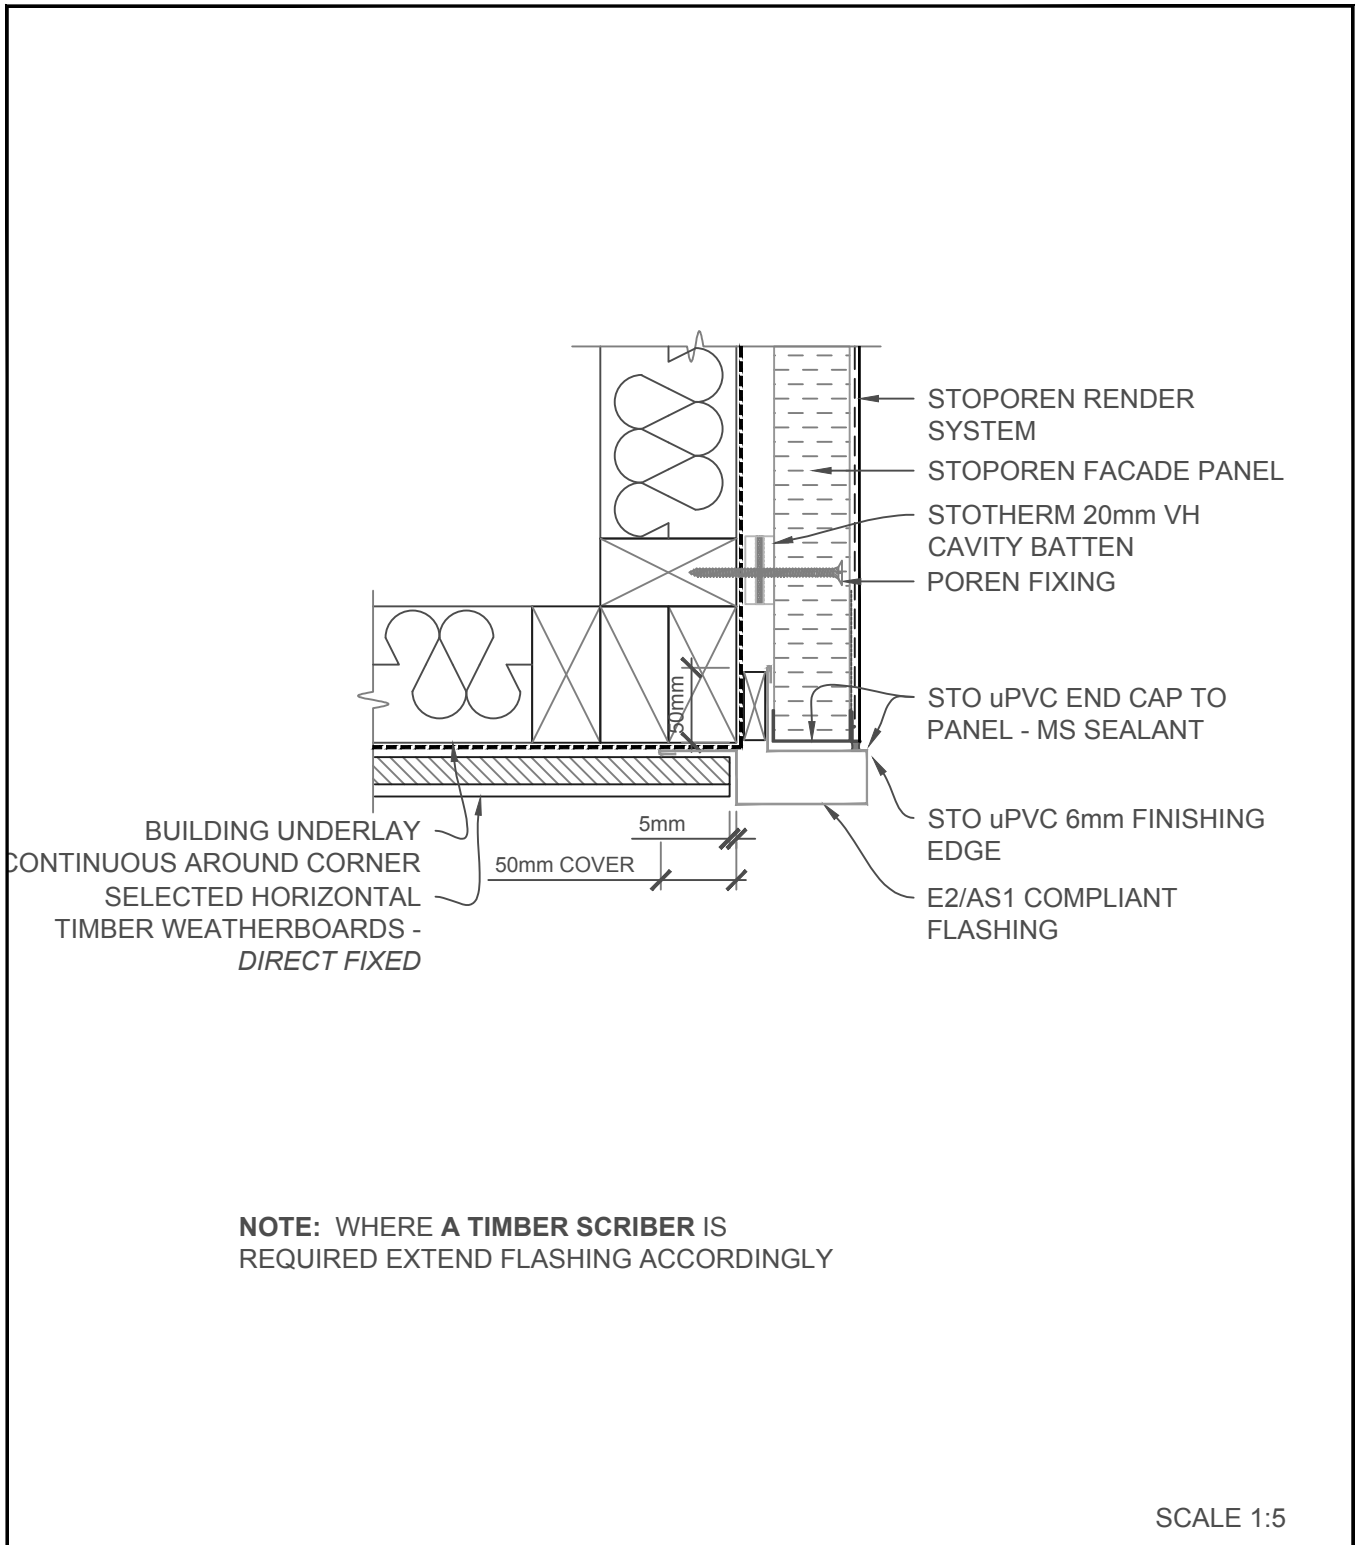 STOPOREN RENDER
SYSTEM
STOPOREN FACADE PANEL
STOTHERM 20mm VH
CAVITY BATTEN
POREN FIXING
50mm
STO uPVC END CAP TO
PANEL - MS SEALANT
STO uPVC 6mm FINISHING
EDGE
E2/AS1 COMPLIANT
FLASHING
BUILDING UNDERLAY
CONTINUOUS AROUND CORNER
SELECTED HORIZONTAL
TIMBER WEATHERBOARDS -
DIRECT FIXED
5mm
50mm COVER
NOTE: WHERE A TIMBER SCRIBER IS
REQUIRED EXTEND FLASHING ACCORDINGLY
SCALE 1:5